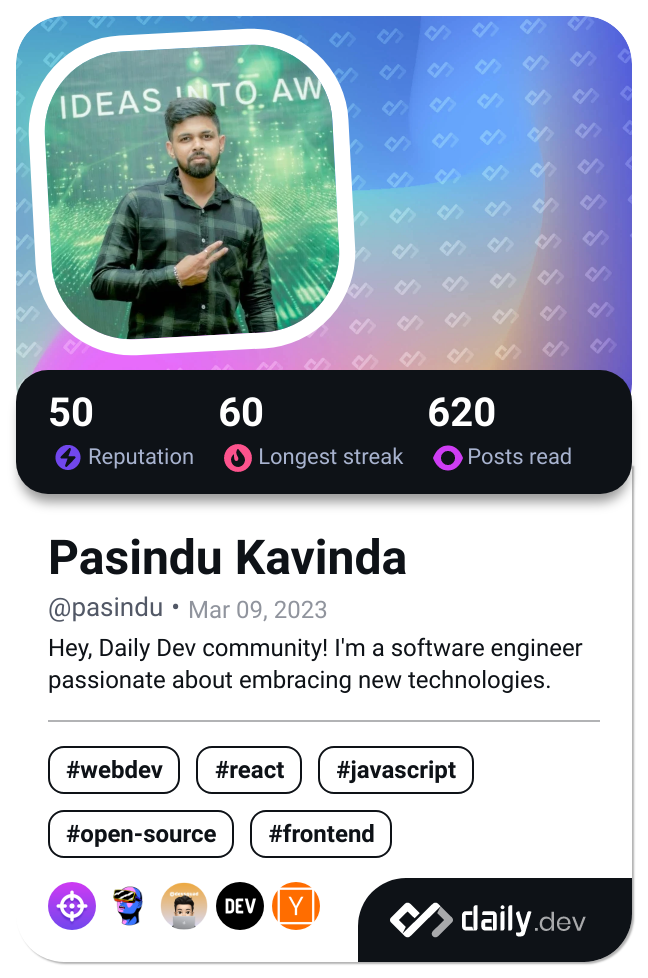 IDEAS INTO AW
50
60
620
Reputation
Longest streak
Posts read
Pasindu Kavinda
@pasindu • Mar 09, 2023
Hey, Daily Dev community! I'm a software engineer
passionate about embracing new technologies.
#webdev #react #javascript
#open-source #frontend
DEV
Y
daily.dev